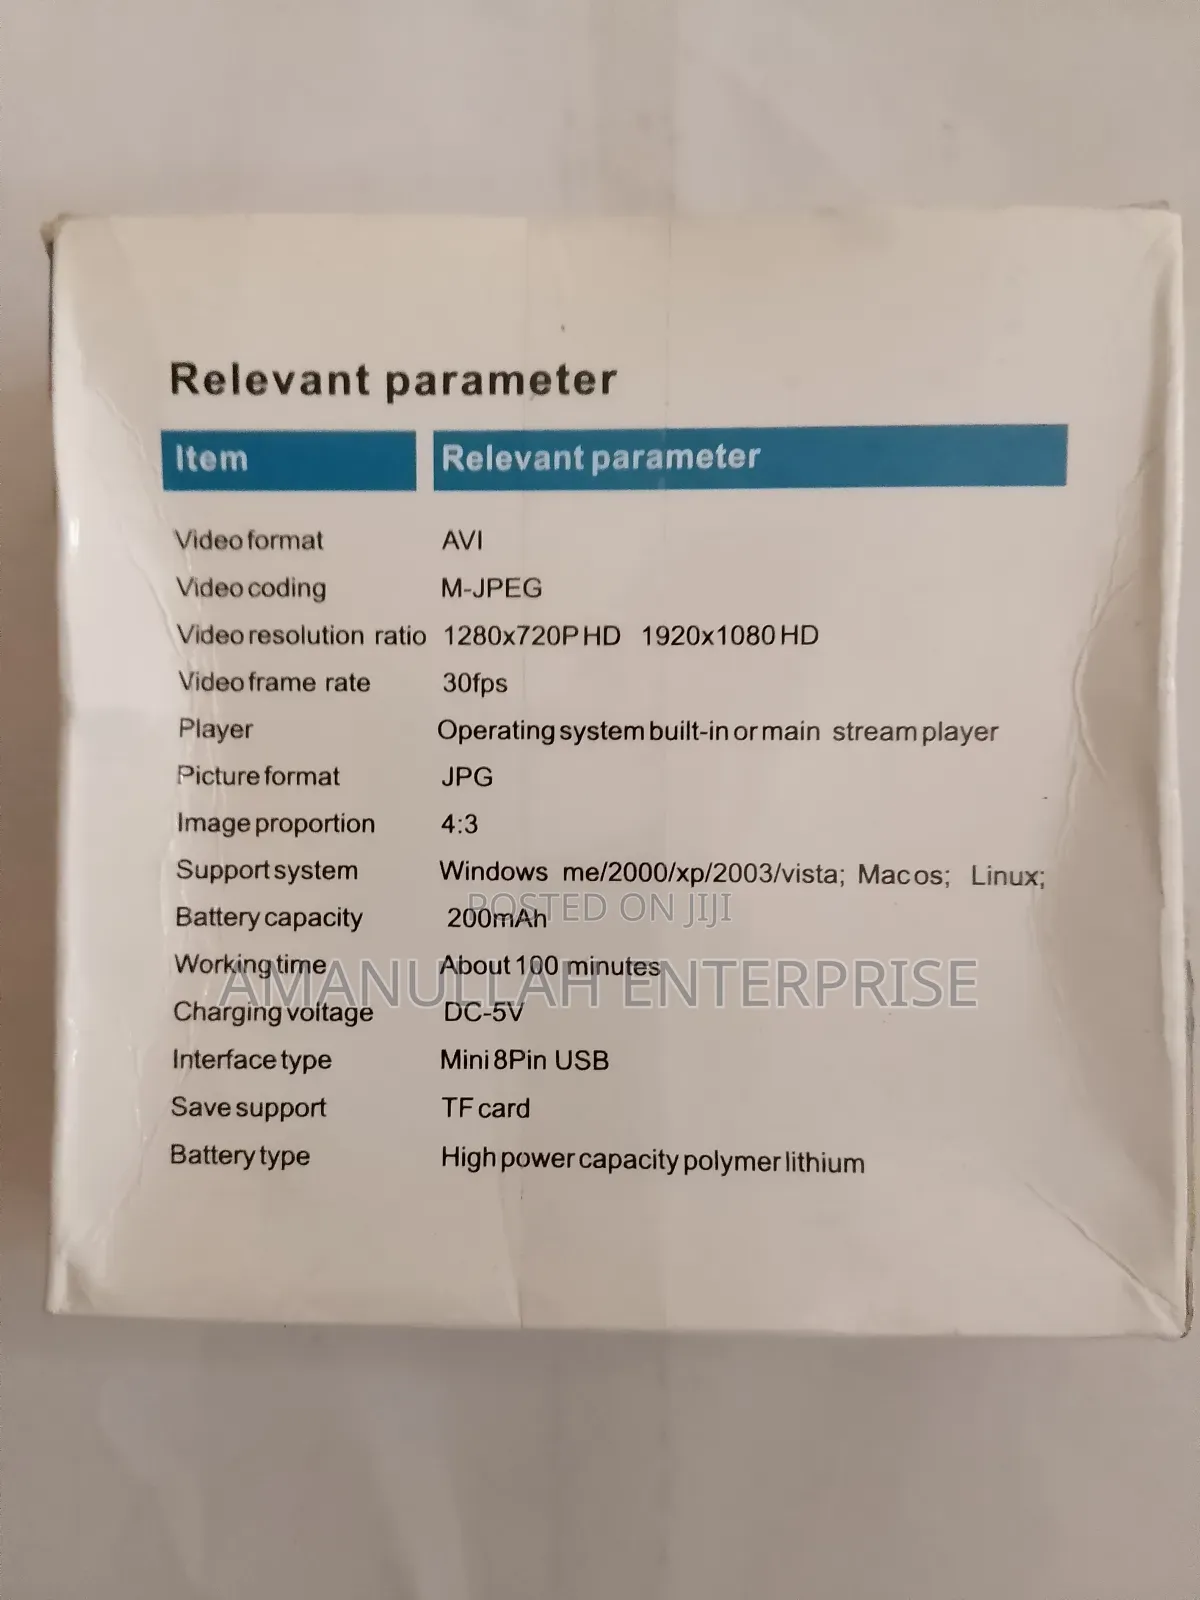 Relevant parameter
Item Relevant parameter
Video format AVI
Video coding M-JPEG
Video resolution ratio 1280x720P HD 1920x1080 HD
Video frame rate 30fps
Player Operating system built-in or main stream player
Picture format JPG
Image proportion 4:3
Support system Windows me/2000/xp/2003/vista; Mac os; Linux;
POSTED ON JIJI
Battery capacity 200mAh
Working time About 100 minutes
AMANULLAH ENTERPRISE
Charging voltage DC-5V
Interface type Mini 8Pin USB
Save support TF card
Battery type High power capacity polymer lithium